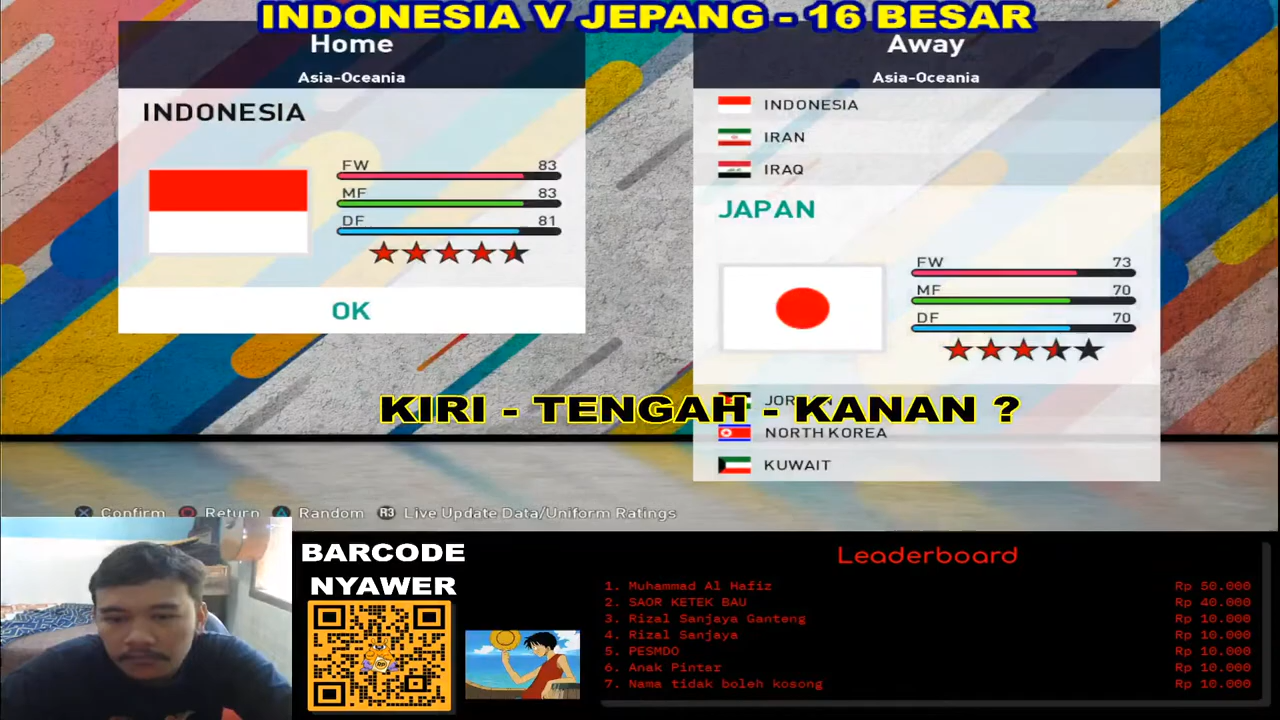 INDONESIA V JEPANG - 16 BESAR
Home
Asia-Oceania
INDONESIA
FW 83
MF 83
DF 81
OK
Away
Asia-Oceania
INDONESIA
IRAN
IRAQ
JAPAN
FW 73
MF 70
DF 70
KIRI - TENGAH - KANAN ?
NORTH KOREA
KUWAIT
Confirm Return Random R3 Live Update Data/Uniform Ratings
BARCODE
NYAWER
Leaderboard
1. Muhammad Al Hafiz Rp 50.000
2. SAOR KETEK BAU Rp 40.000
3. Rizal Sanjaya Ganteng Rp 10.000
4. Rizal Sanjaya Rp 10.000
5. PESMDO Rp 10.000
6. Anak Pintar Rp 10.000
7. Nama tidak boleh kosong Rp 10.000